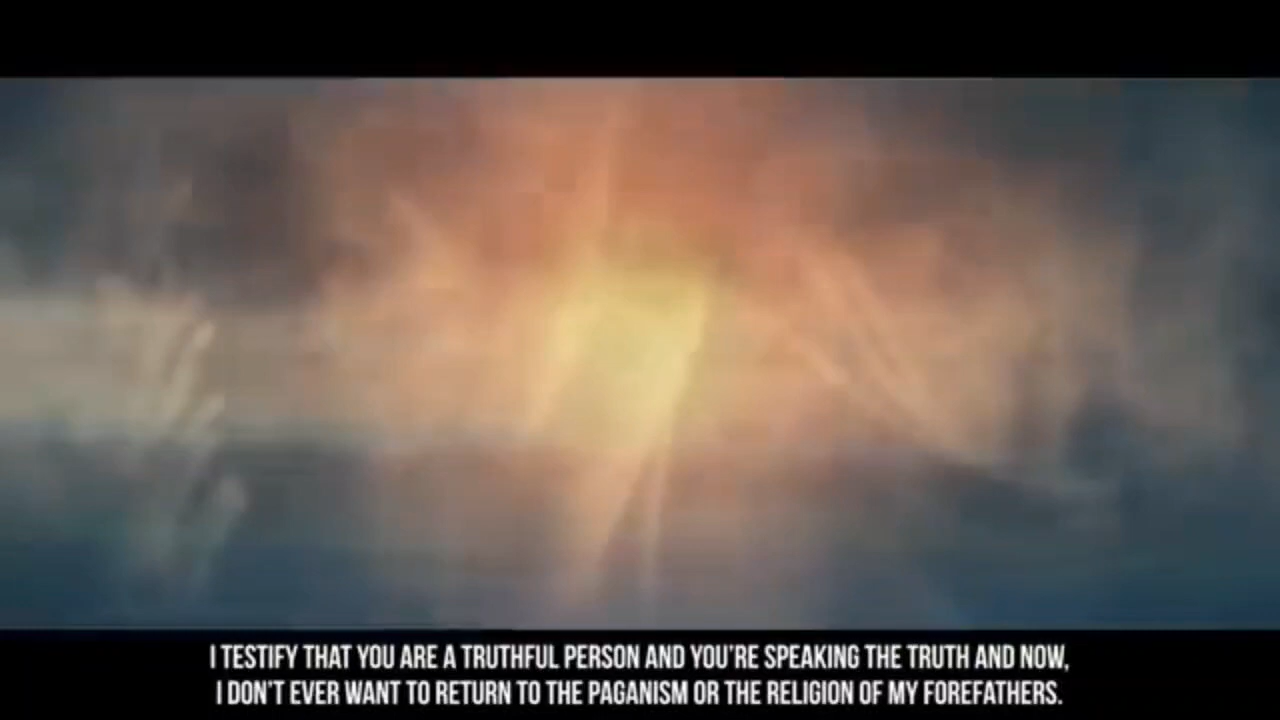 I TESTIFY THAT YOU ARE A TRUTHFUL PERSON AND YOU'RE SPEAKING THE TRUTH AND NOW,
I DON'T EVER WANT TO RETURN TO THE PAGANISM OR THE RELIGION OF MY FOREFATHERS.